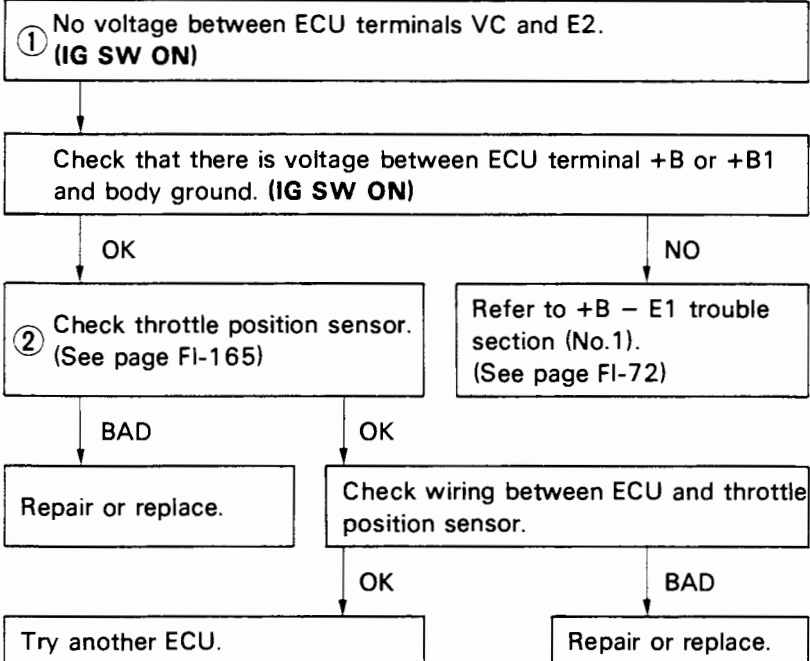 ① No voltage between ECU terminals VC and E2.
(IG SW ON)
Check that there is voltage between ECU terminal +B or +B1
and body ground. (IG SW ON)
OK
NO
② Check throttle position sensor.
(See page FI-165)
Refer to +B − E1 trouble
section (No.1).
(See page FI-72)
BAD
OK
Repair or replace.
Check wiring between ECU and throttle
position sensor.
OK
BAD
Try another ECU.
Repair or replace.